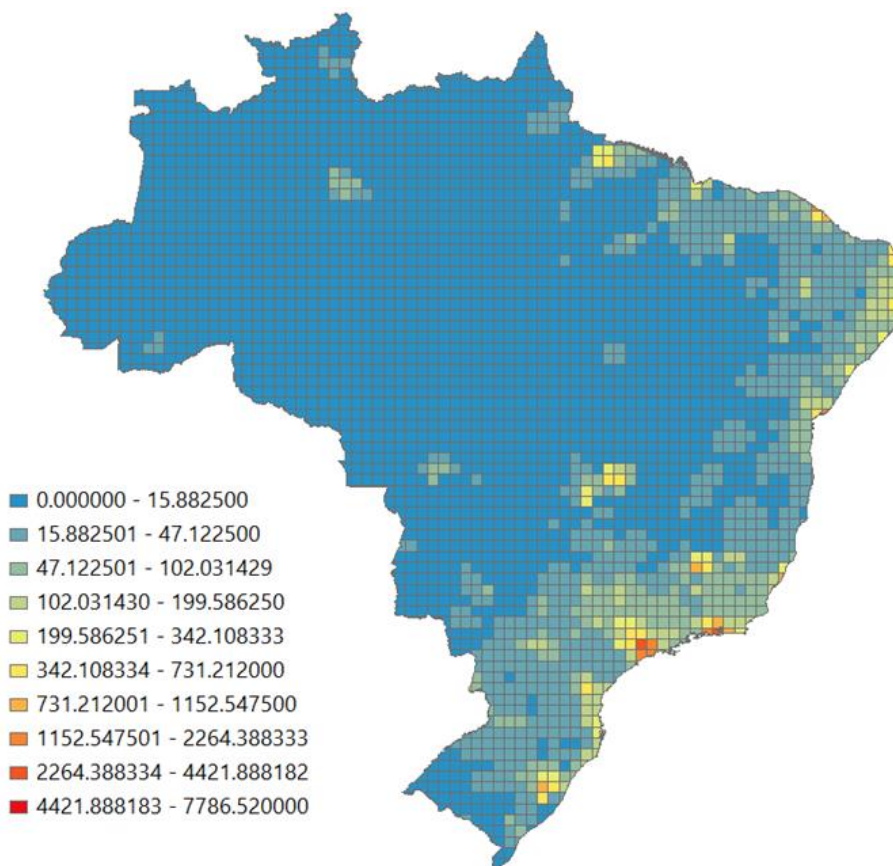 0.000000 - 15.882500
15.882501 - 47.122500
47.122501 - 102.031429
102.031430 - 199.586250
199.586251 - 342.108333
342.108334 - 731.212000
731.212001 - 1152.547500
1152.547501 - 2264.388333
2264.388334 - 4421.888182
4421.888183 - 7786.520000